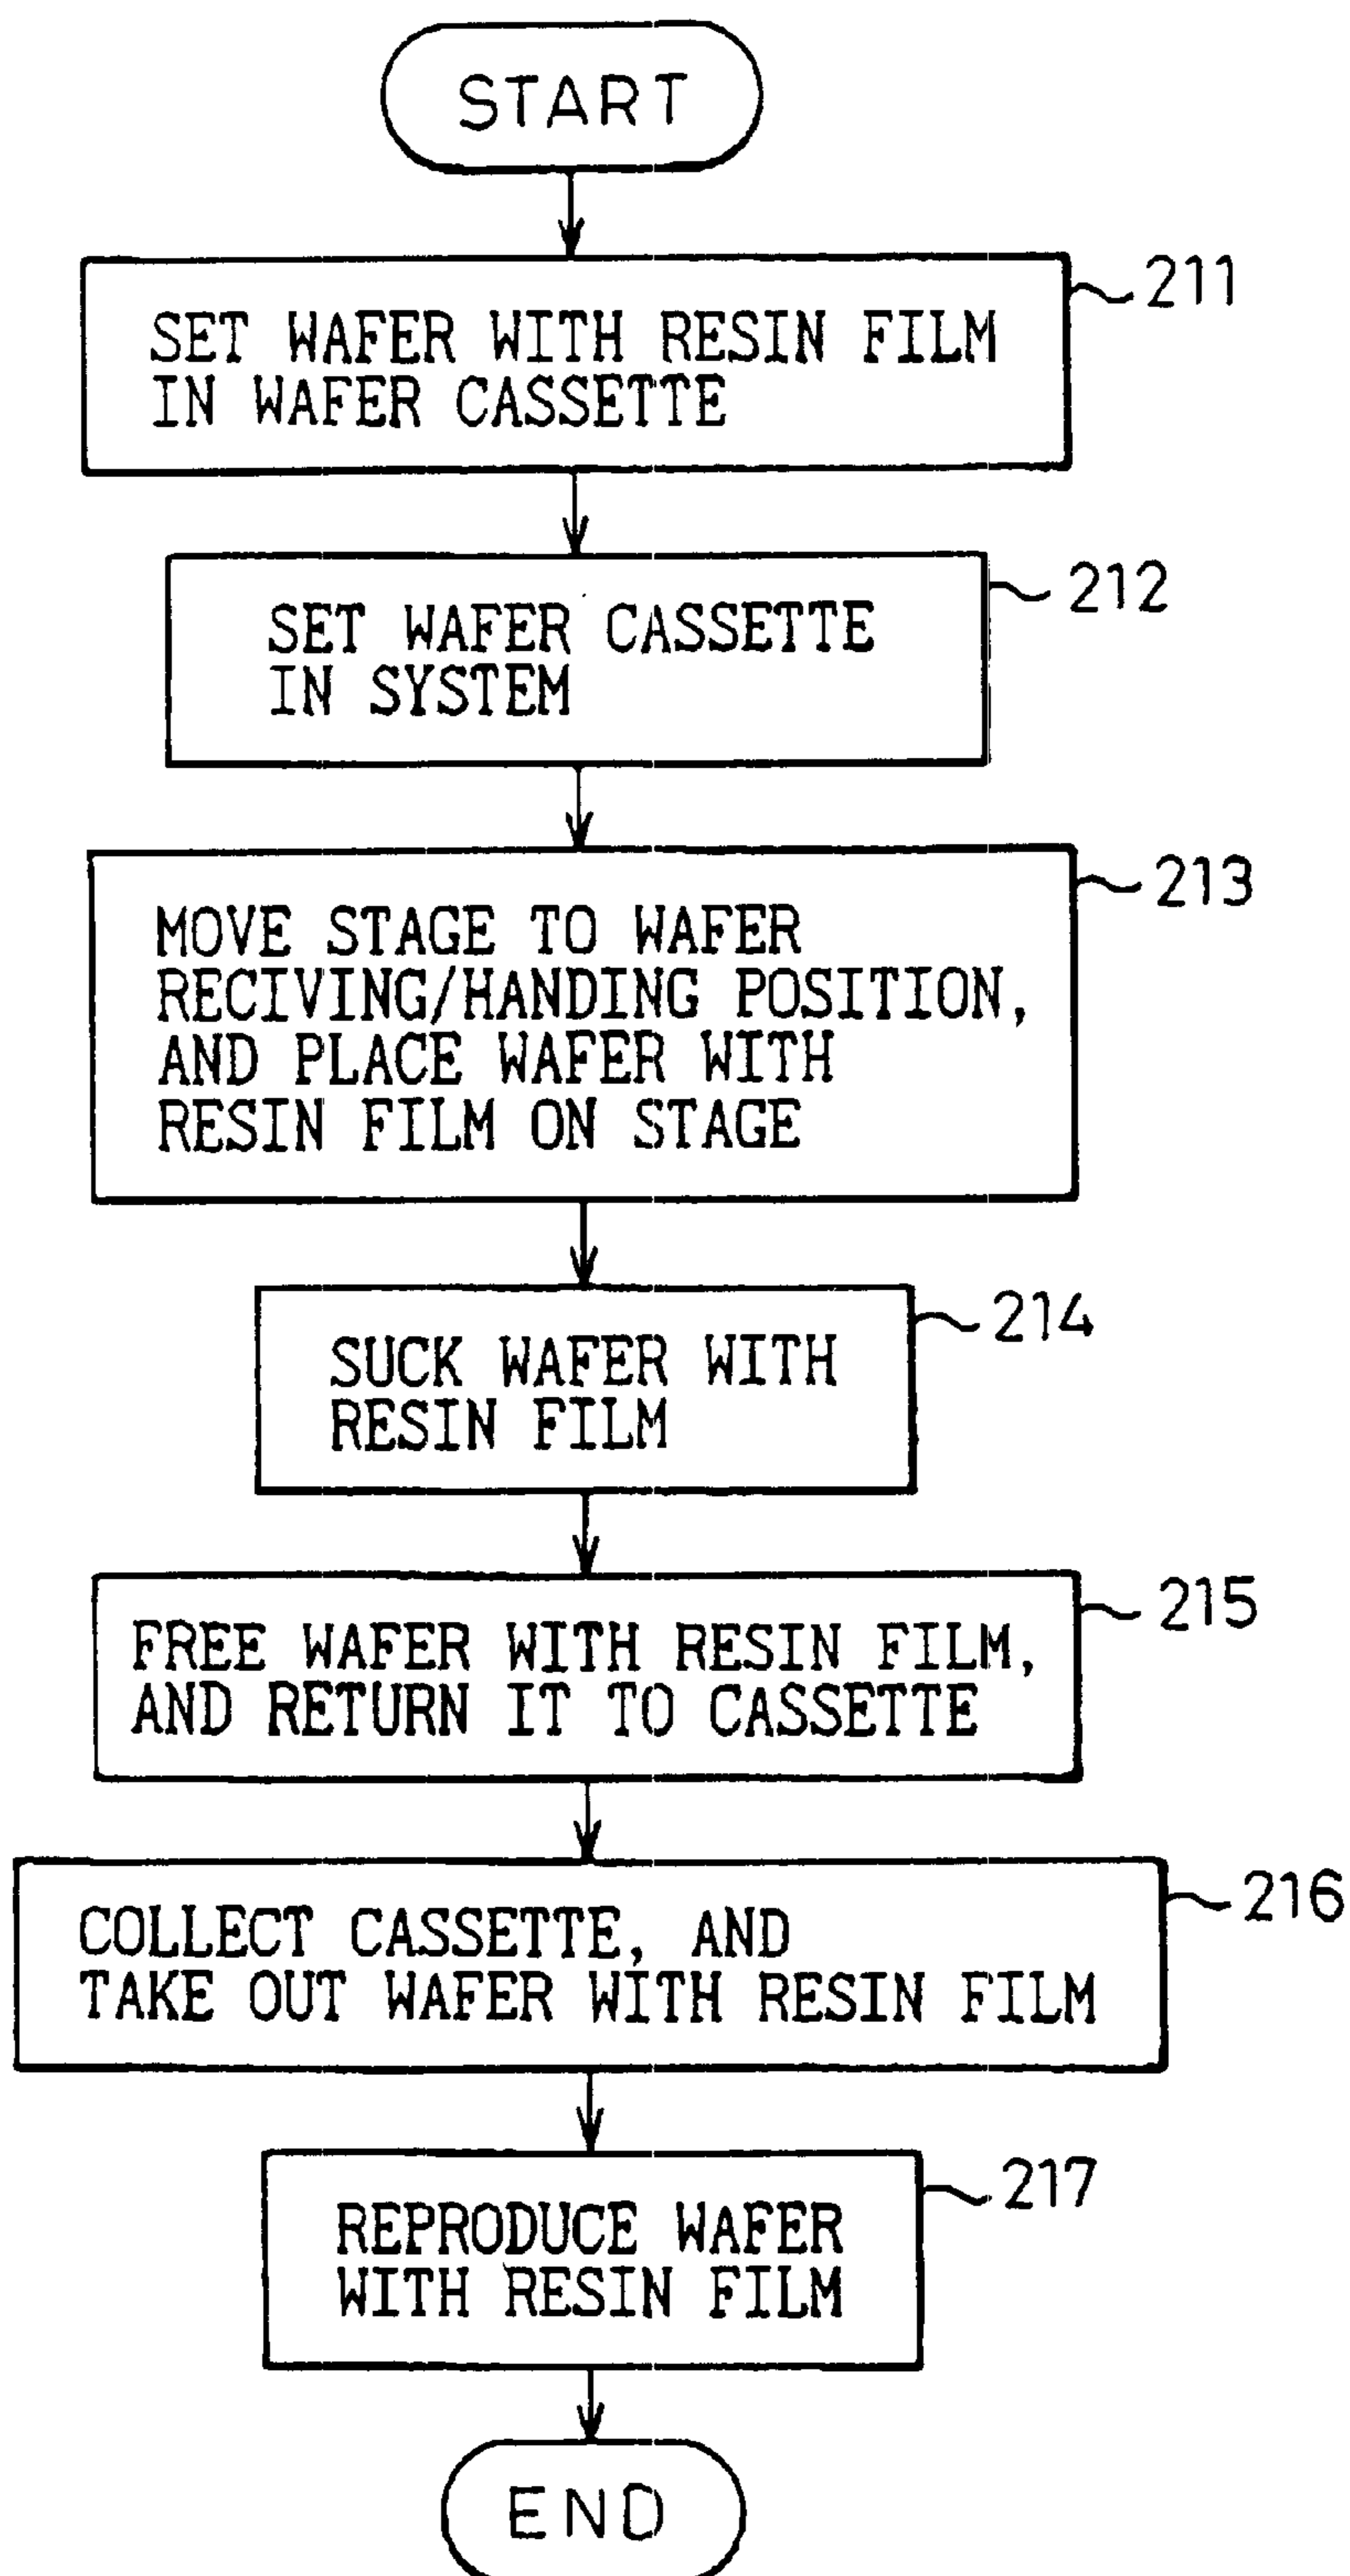 START
211
SET WAFER WITH RESIN FILM
IN WAFER CASSETTE
212
SET WAFER CASSETTE
IN SYSTEM
213
MOVE STAGE TO WAFER
RECIVING/HANDING POSITION,
AND PLACE WAFER WITH
RESIN FILM ON STAGE
214
SUCK WAFER WITH
RESIN FILM
215
FREE WAFER WITH RESIN FILM,
AND RETURN IT TO CASSETTE
216
COLLECT CASSETTE, AND
TAKE OUT WAFER WITH RESIN FILM
217
REPRODUCE WAFER
WITH RESIN FILM
END